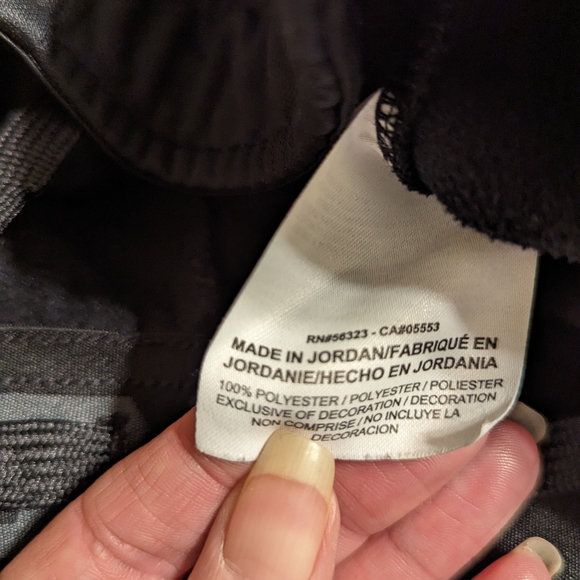 RN#56323 - CA#05553
MADE IN JORDAN/FABRIQUÉ EN
JORDANIE/HECHO EN JORDANIA
100% POLYESTER / POLYESTER / POLIESTER
EXCLUSIVE OF DECORATION / DECORATION
NON COMPRISE / NO INCLUYE LA
DECORACION